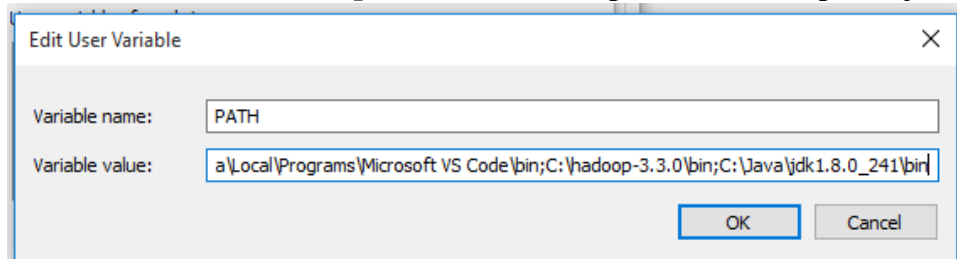 Edit User Variable
Variable name:
PATH
Variable value:
a\Local\Programs\Microsoft VS Code\bin;C:\hadoop-3.3.0\bin;C:\Java\jdk1.8.0_241\bin
OK
Cancel